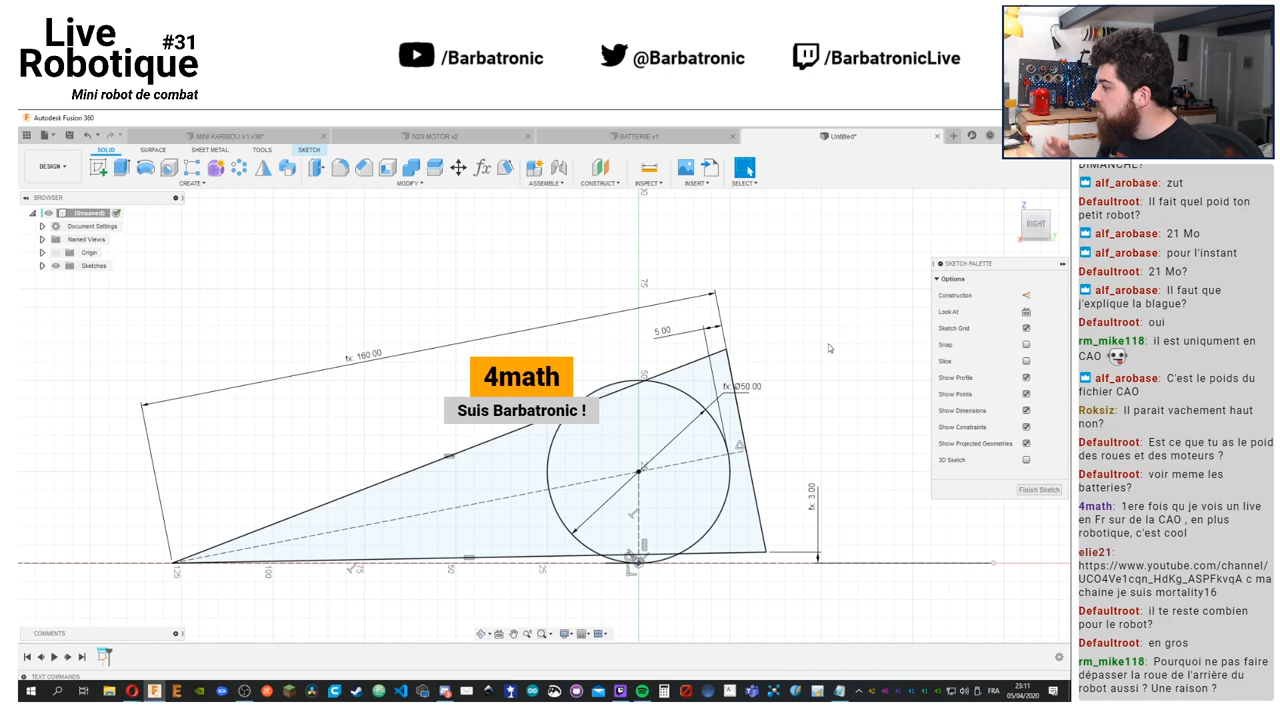 Live
Robotique #31
Mini robot de combat
/Barbatronic
@Barbatronic
/BarbatronicLive
Autodesk Fusion 360
MINI KARIBOU V1 v38*
N20 MOTOR v2
BATTERIE v1
Untitled*
SOLID
SURFACE
SHEET METAL
TOOLS
SKETCH
DESIGN
CREATE
MODIFY
ASSEMBLE
CONSTRUCT
INSPECT
INSERT
SELECT
BROWSER
(Unsaved)
Document Settings
Named Views
Origin
Sketches
Z
RIGHT
SKETCH PALETTE
Options
Construction
Look At
Sketch Grid
Snap
Slice
Show Profile
Show Points
Show Dimensions
Show Constraints
Show Projected Geometries
3D Sketch
Finish Sketch
fx: 160.00
5.00
fx: Ø50.00
fx: 3.00
75
50
25
125
100
75
50
25
4math
Suis Barbatronic !
COMMENTS
TEXT COMMANDS
FRA
23:11
05/04/2020
DIMANCHE?
alf_arobase: zut
Defaultroot: Il fait quel poid ton
petit robot?
alf_arobase: 21 Mo
alf_arobase: pour l'instant
Defaultroot: 21 Mo?
alf_arobase: Il faut que
j'explique la blague?
Defaultroot: oui
rm_mike118: il est uniqument en
CAO
alf_arobase: C'est le poids du
fichier CAO
Roksiz: Il parait vachement haut
non?
Defaultroot: Est ce que tu as le poid
des roues et des moteurs ?
Defaultroot: voir meme les
batteries?
4math: 1ere fois qu je vois un live
en Fr sur de la CAO , en plus
robotique, c'est cool
elie21:
https://www.youtube.com/channel/
UCO4Ve1cqn_HdKg_ASPFkvqA c ma
chaine je suis mortality16
Defaultroot: il te reste combien
pour le robot?
Defaultroot: en gros
rm_mike118: Pourquoi ne pas faire
dépasser la roue de l'arrière du
robot aussi ? Une raison ?